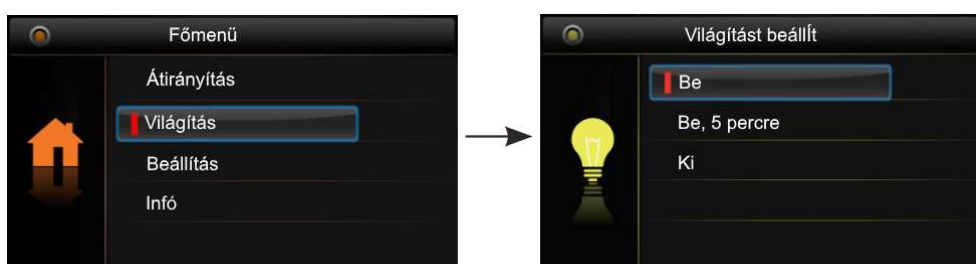 Főmenü
Átirányítás
Világítás
Beállítás
Infó
Világítást beállÍt
Be
Be, 5 percre
Ki